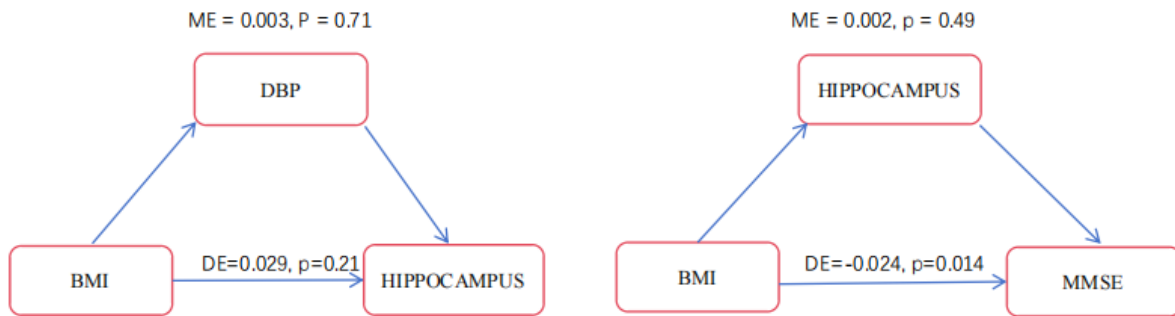 ME = 0.003, P = 0.71
DBP
BMI
DE=0.029, p=0.21
HIPPOCAMPUS
ME = 0.002, p = 0.49
HIPPOCAMPUS
BMI
DE=-0.024, p=0.014
MMSE